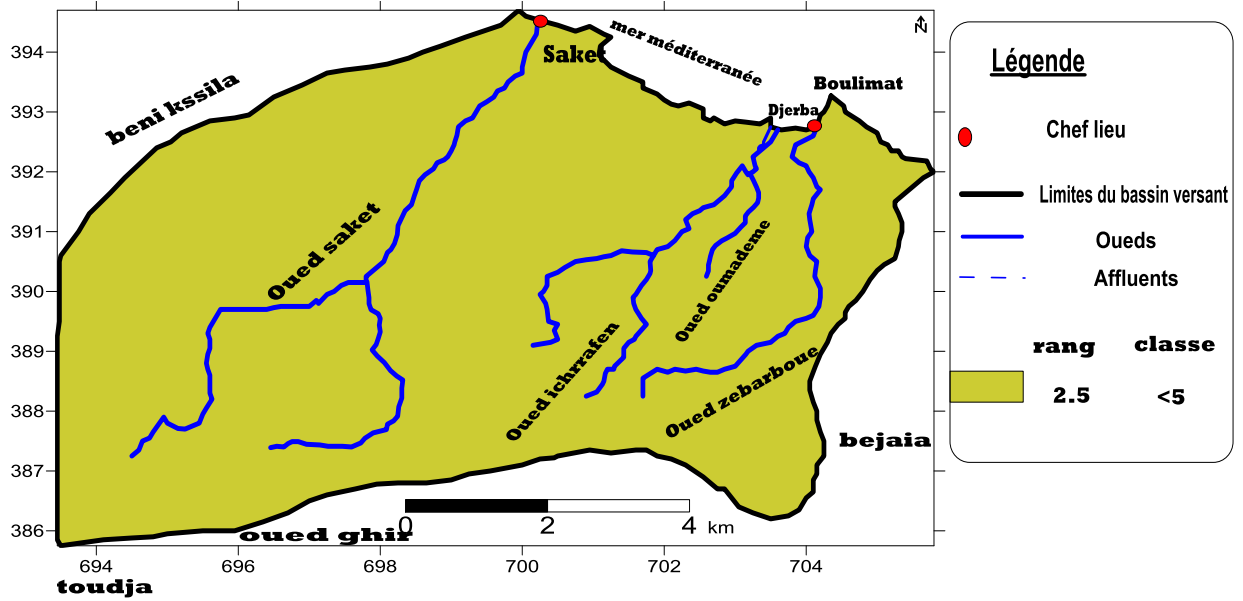 N
394
393
392
391
390
389
388
387
386
694
696
698
700
702
704
beni kssila
Saket
mer méditerranée
Djerba
Boulimat
Oued saket
Oued oumademe
Oued ichrrafen
Oued zebarboue
bejaia
0 2 4 km
oued ghir
toudja
Légende
Chef lieu
Limites du bassin versant
Oueds
Affluents
rang classe
2.5 <5